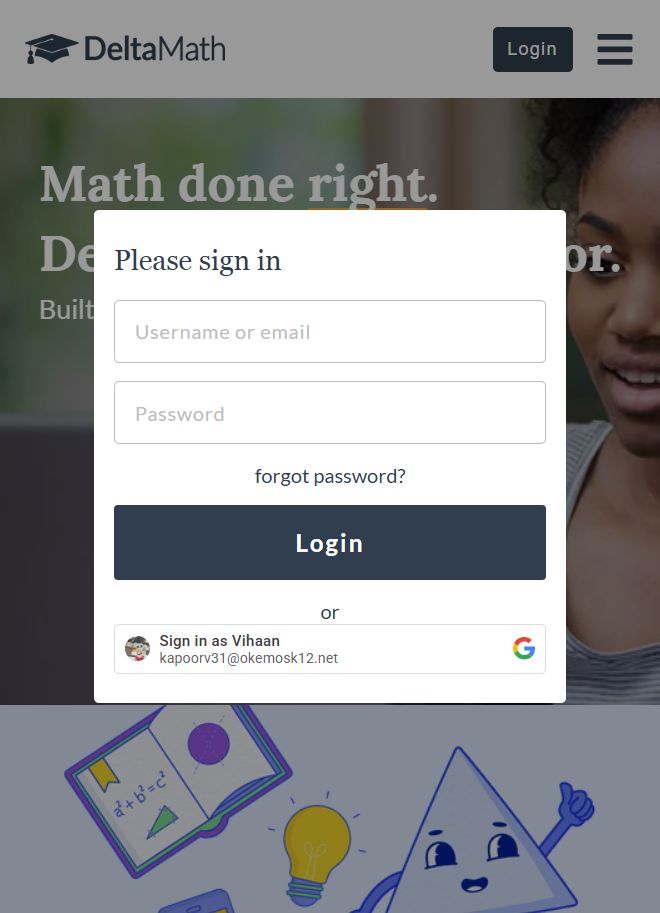 DeltaMath
Login
Math done right.
De
or.
Built
Please sign in
Username or email
Password
forgot password?
Login
or
Sign in as Vihaan
kapoorv31@okemosk12.net
a² + b² = c²